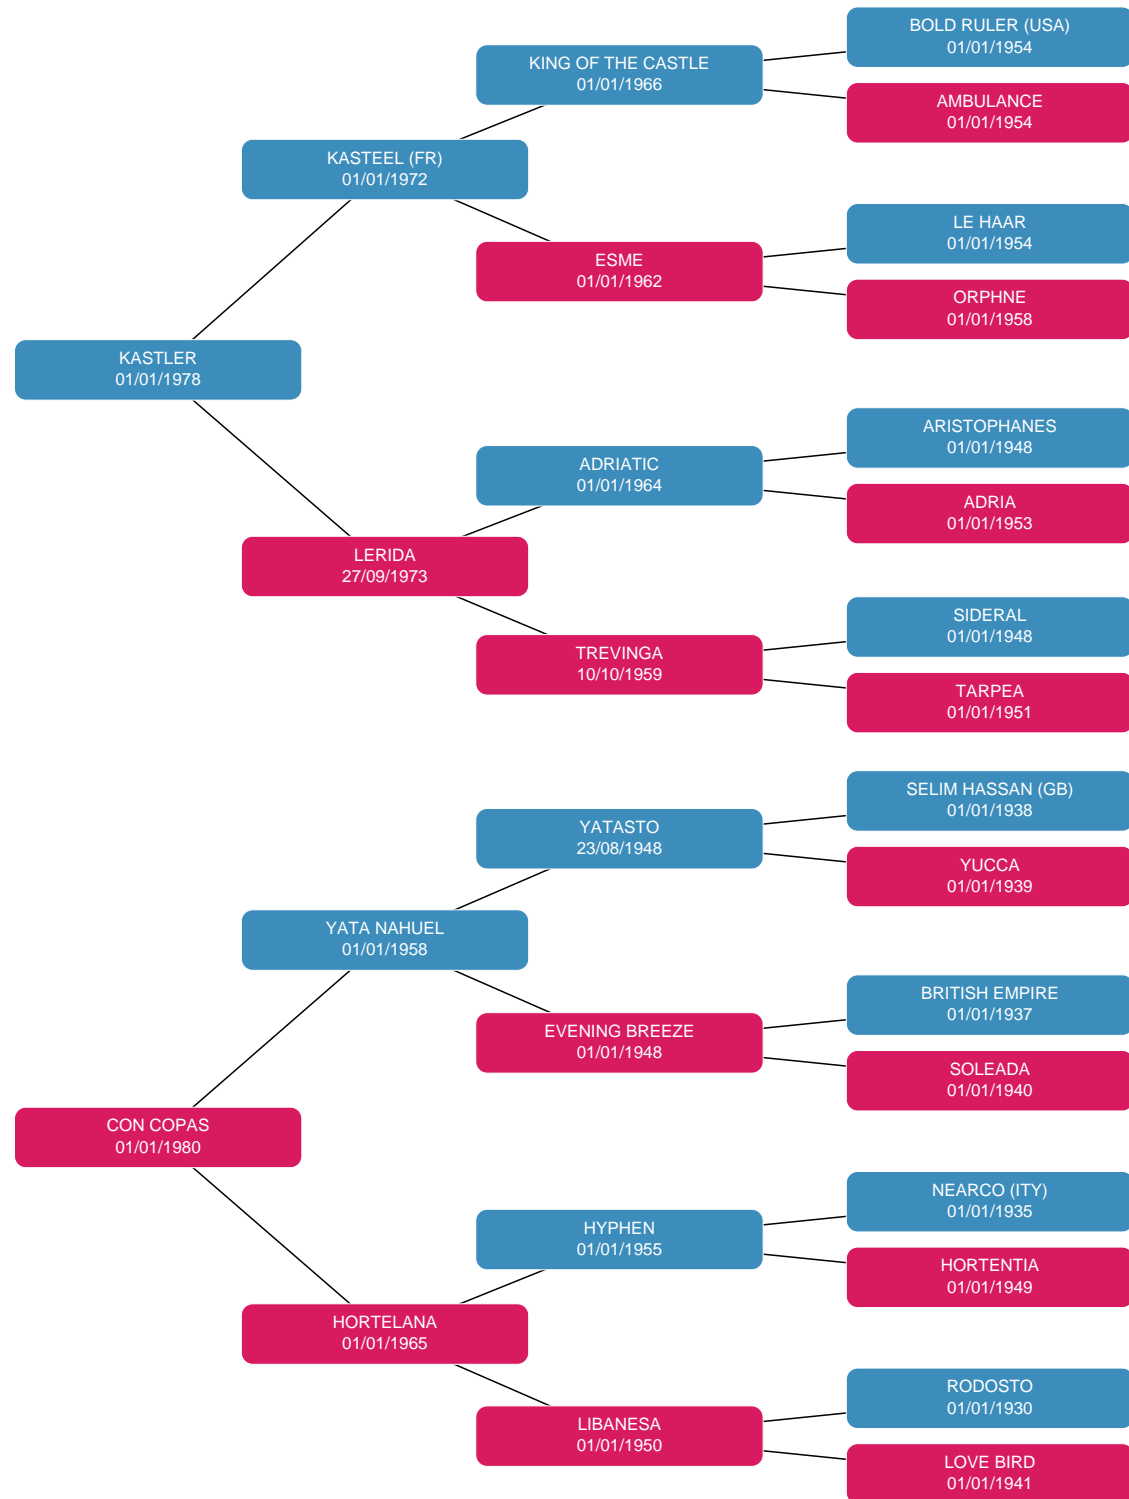 BOLD RULER (USA)
01/01/1954
KING OF THE CASTLE
01/01/1966
AMBULANCE
01/01/1954
KASTEEL (FR)
01/01/1972
LE HAAR
01/01/1954
ESME
01/01/1962
ORPHNE
01/01/1958
KASTLER
01/01/1978
ARISTOPHANES
01/01/1948
ADRIATIC
01/01/1964
ADRIA
01/01/1953
LERIDA
27/09/1973
SIDERAL
01/01/1948
TREVINGA
10/10/1959
TARPEA
01/01/1951
SELIM HASSAN (GB)
01/01/1938
YATASTO
23/08/1948
YUCCA
01/01/1939
YATA NAHUEL
01/01/1958
BRITISH EMPIRE
01/01/1937
EVENING BREEZE
01/01/1948
SOLEADA
01/01/1940
CON COPAS
01/01/1980
NEARCO (ITY)
01/01/1935
HYPHEN
01/01/1955
HORTENTIA
01/01/1949
HORTELANA
01/01/1965
RODOSTO
01/01/1930
LIBANESA
01/01/1950
LOVE BIRD
01/01/1941